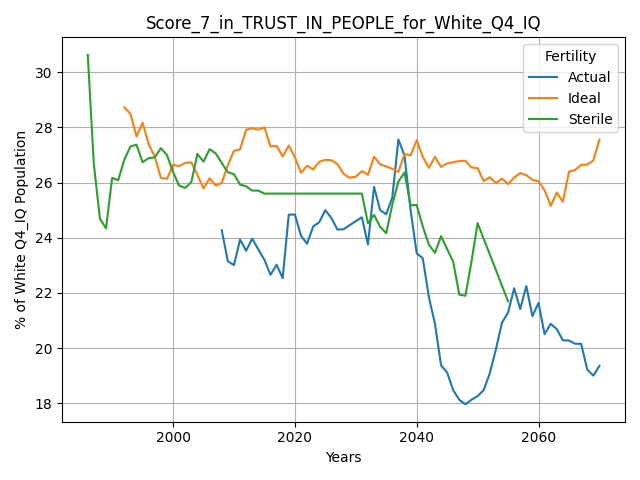 Score_7_in_TRUST_IN_PEOPLE_for_White_Q4_IQ
Fertility
Actual
Ideal
Sterile
% of White Q4_IQ Population
30
28
26
24
22
20
18
2000
2020
2040
2060
Years